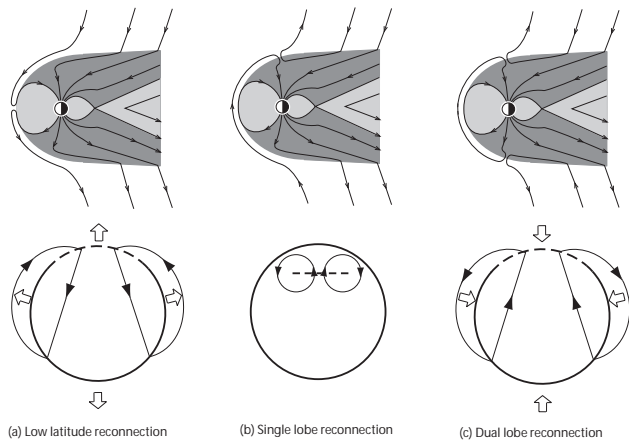 (a) Low latitude reconnection
(b) Single lobe reconnection
(c) Dual lobe reconnection